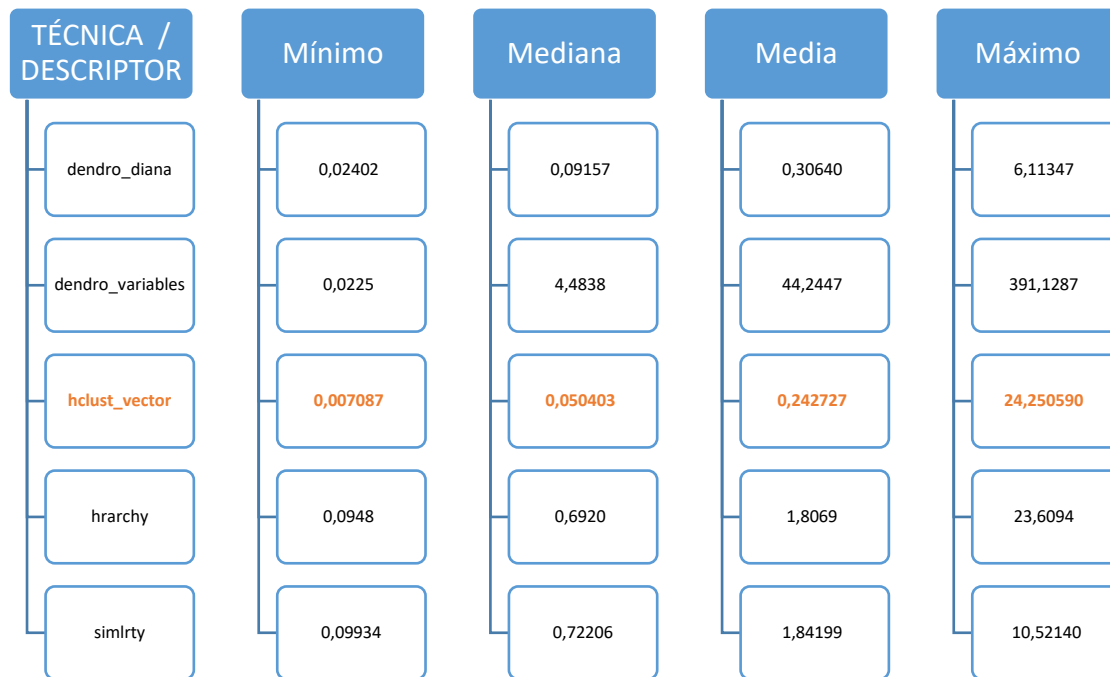 TÉCNICA / DESCRIPTOR
Mínimo
Mediana
Media
Máximo
dendro_diana
0,02402
0,09157
0,30640
6,11347
dendro_variables
0,0225
4,4838
44,2447
391,1287
hclust_vector
0,007087
0,050403
0,242727
24,250590
hrarchy
0,0948
0,6920
1,8069
23,6094
simlrty
0,09934
0,72206
1,84199
10,52140